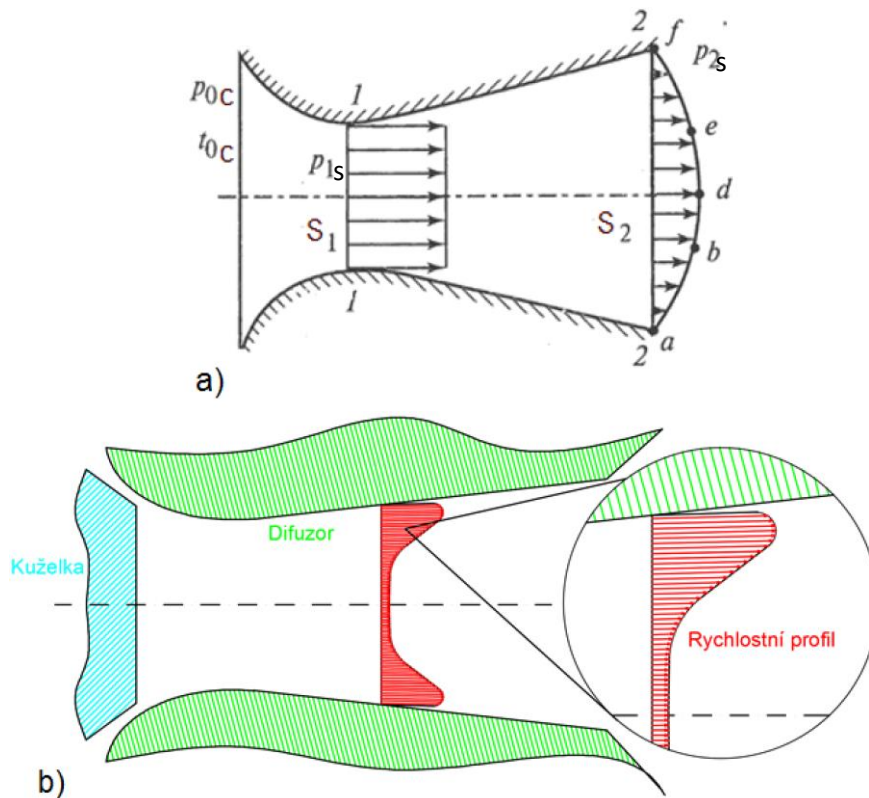 2 f
p2s
p0c
1
t0c
e
p1s
d
S1
S2
b
1
2 a
a)
Difuzor
Kuželka
Rychlostní profil
b)